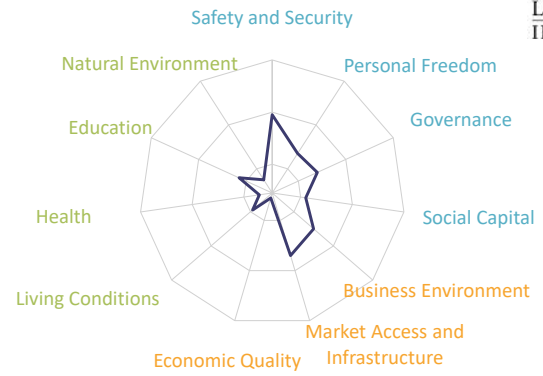 Safety and Security
Natural Environment
Personal Freedom
Education
Governance
Health
Social Capital
Living Conditions
Business Environment
Economic Quality
Market Access and
Infrastructure